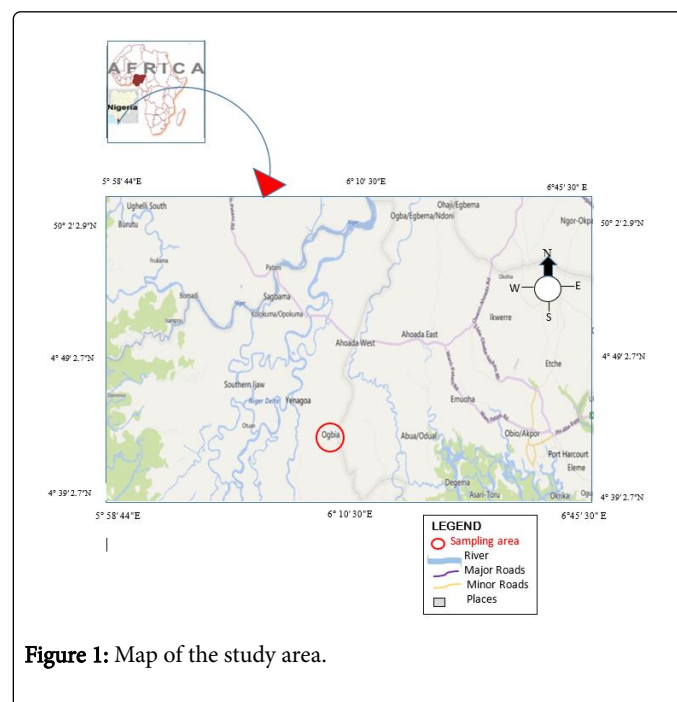 AFRICA
Nigeria
5° 58' 44"E
6° 10' 30"E
6°45' 30" E
50° 2' 2.9"N
50° 2' 2.9"N
Ughelli South
Burutu
Ohaji/Egbema
Ogba/Egbema/Ndoni
N
W
E
S
Patani
Sagbama
Bomadi
Niger
Kolokuma/Opokuma
Ikwerre
Ahoada East
Ahoada West
Etche
4° 49' 2.7"N
4° 49' 2.7"N
Southern Ijaw
Niger Delta
Yenagoa
Emuoha
Ogbia
Abua/Odual
Obio/Akpor
Port Harcourt
Eleme
Degema
Asari-Toru
Okrika
4° 39' 2.7"N
4° 39' 2.7"N
5° 58' 44"E
6° 10' 30"E
6°45' 30" E
LEGEND
Sampling area
River
Major Roads
Minor Roads
Places
Figure 1: Map of the study area.